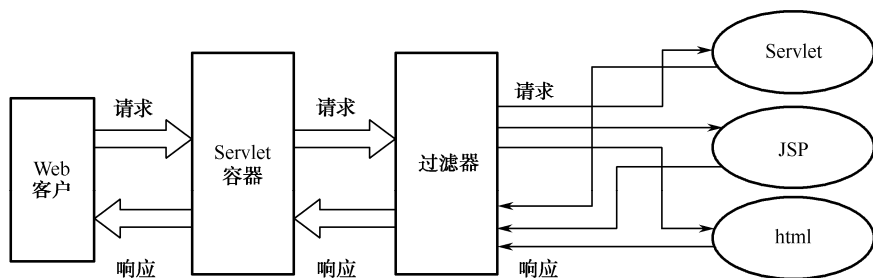 Web
客户
请求
响应
Servlet
容器
请求
响应
过滤器
请求
响应
Servlet
JSP
html